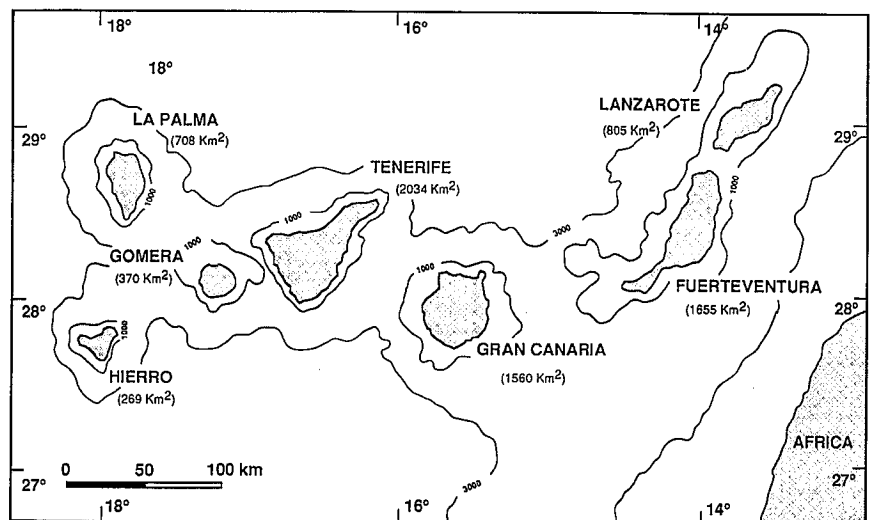 18°
16°
14°
18°
LA PALMA
(708 Km²)
LANZAROTE
(805 Km²)
29°
29°
TENERIFE
(2034 Km²)
1000
1000
1000
1000
3000
GOMERA
(370 Km²)
1000
28°
FUERTEVENTURA
(1655 Km²)
28°
1000
GRAN CANARIA
(1560 Km²)
HIERRO
(269 Km²)
AFRICA
0 50 100 km
27°
27°
3000
18°
16°
14°